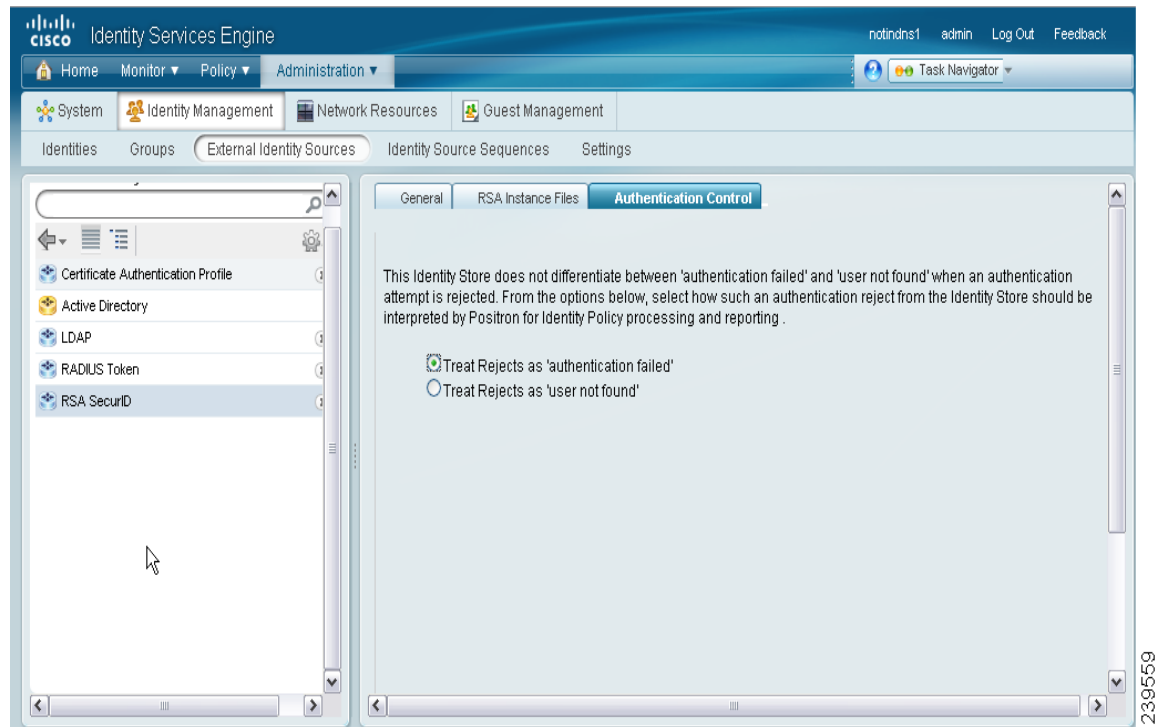 CISCO Identity Services Engine
notindns1 admin Log Out Feedback
Home Monitor ▼ Policy ▼ Administration ▼
Task Navigator
System Identity Management Network Resources Guest Management
Identities Groups External Identity Sources Identity Source Sequences Settings
Certificate Authentication Profile
Active Directory
LDAP
RADIUS Token
RSA SecurID
General RSA Instance Files Authentication Control
This Identity Store does not differentiate between 'authentication failed' and 'user not found' when an authentication
attempt is rejected. From the options below, select how such an authentication reject from the Identity Store should be
interpreted by Positron for Identity Policy processing and reporting .
Treat Rejects as 'authentication failed'
Treat Rejects as 'user not found'
239559